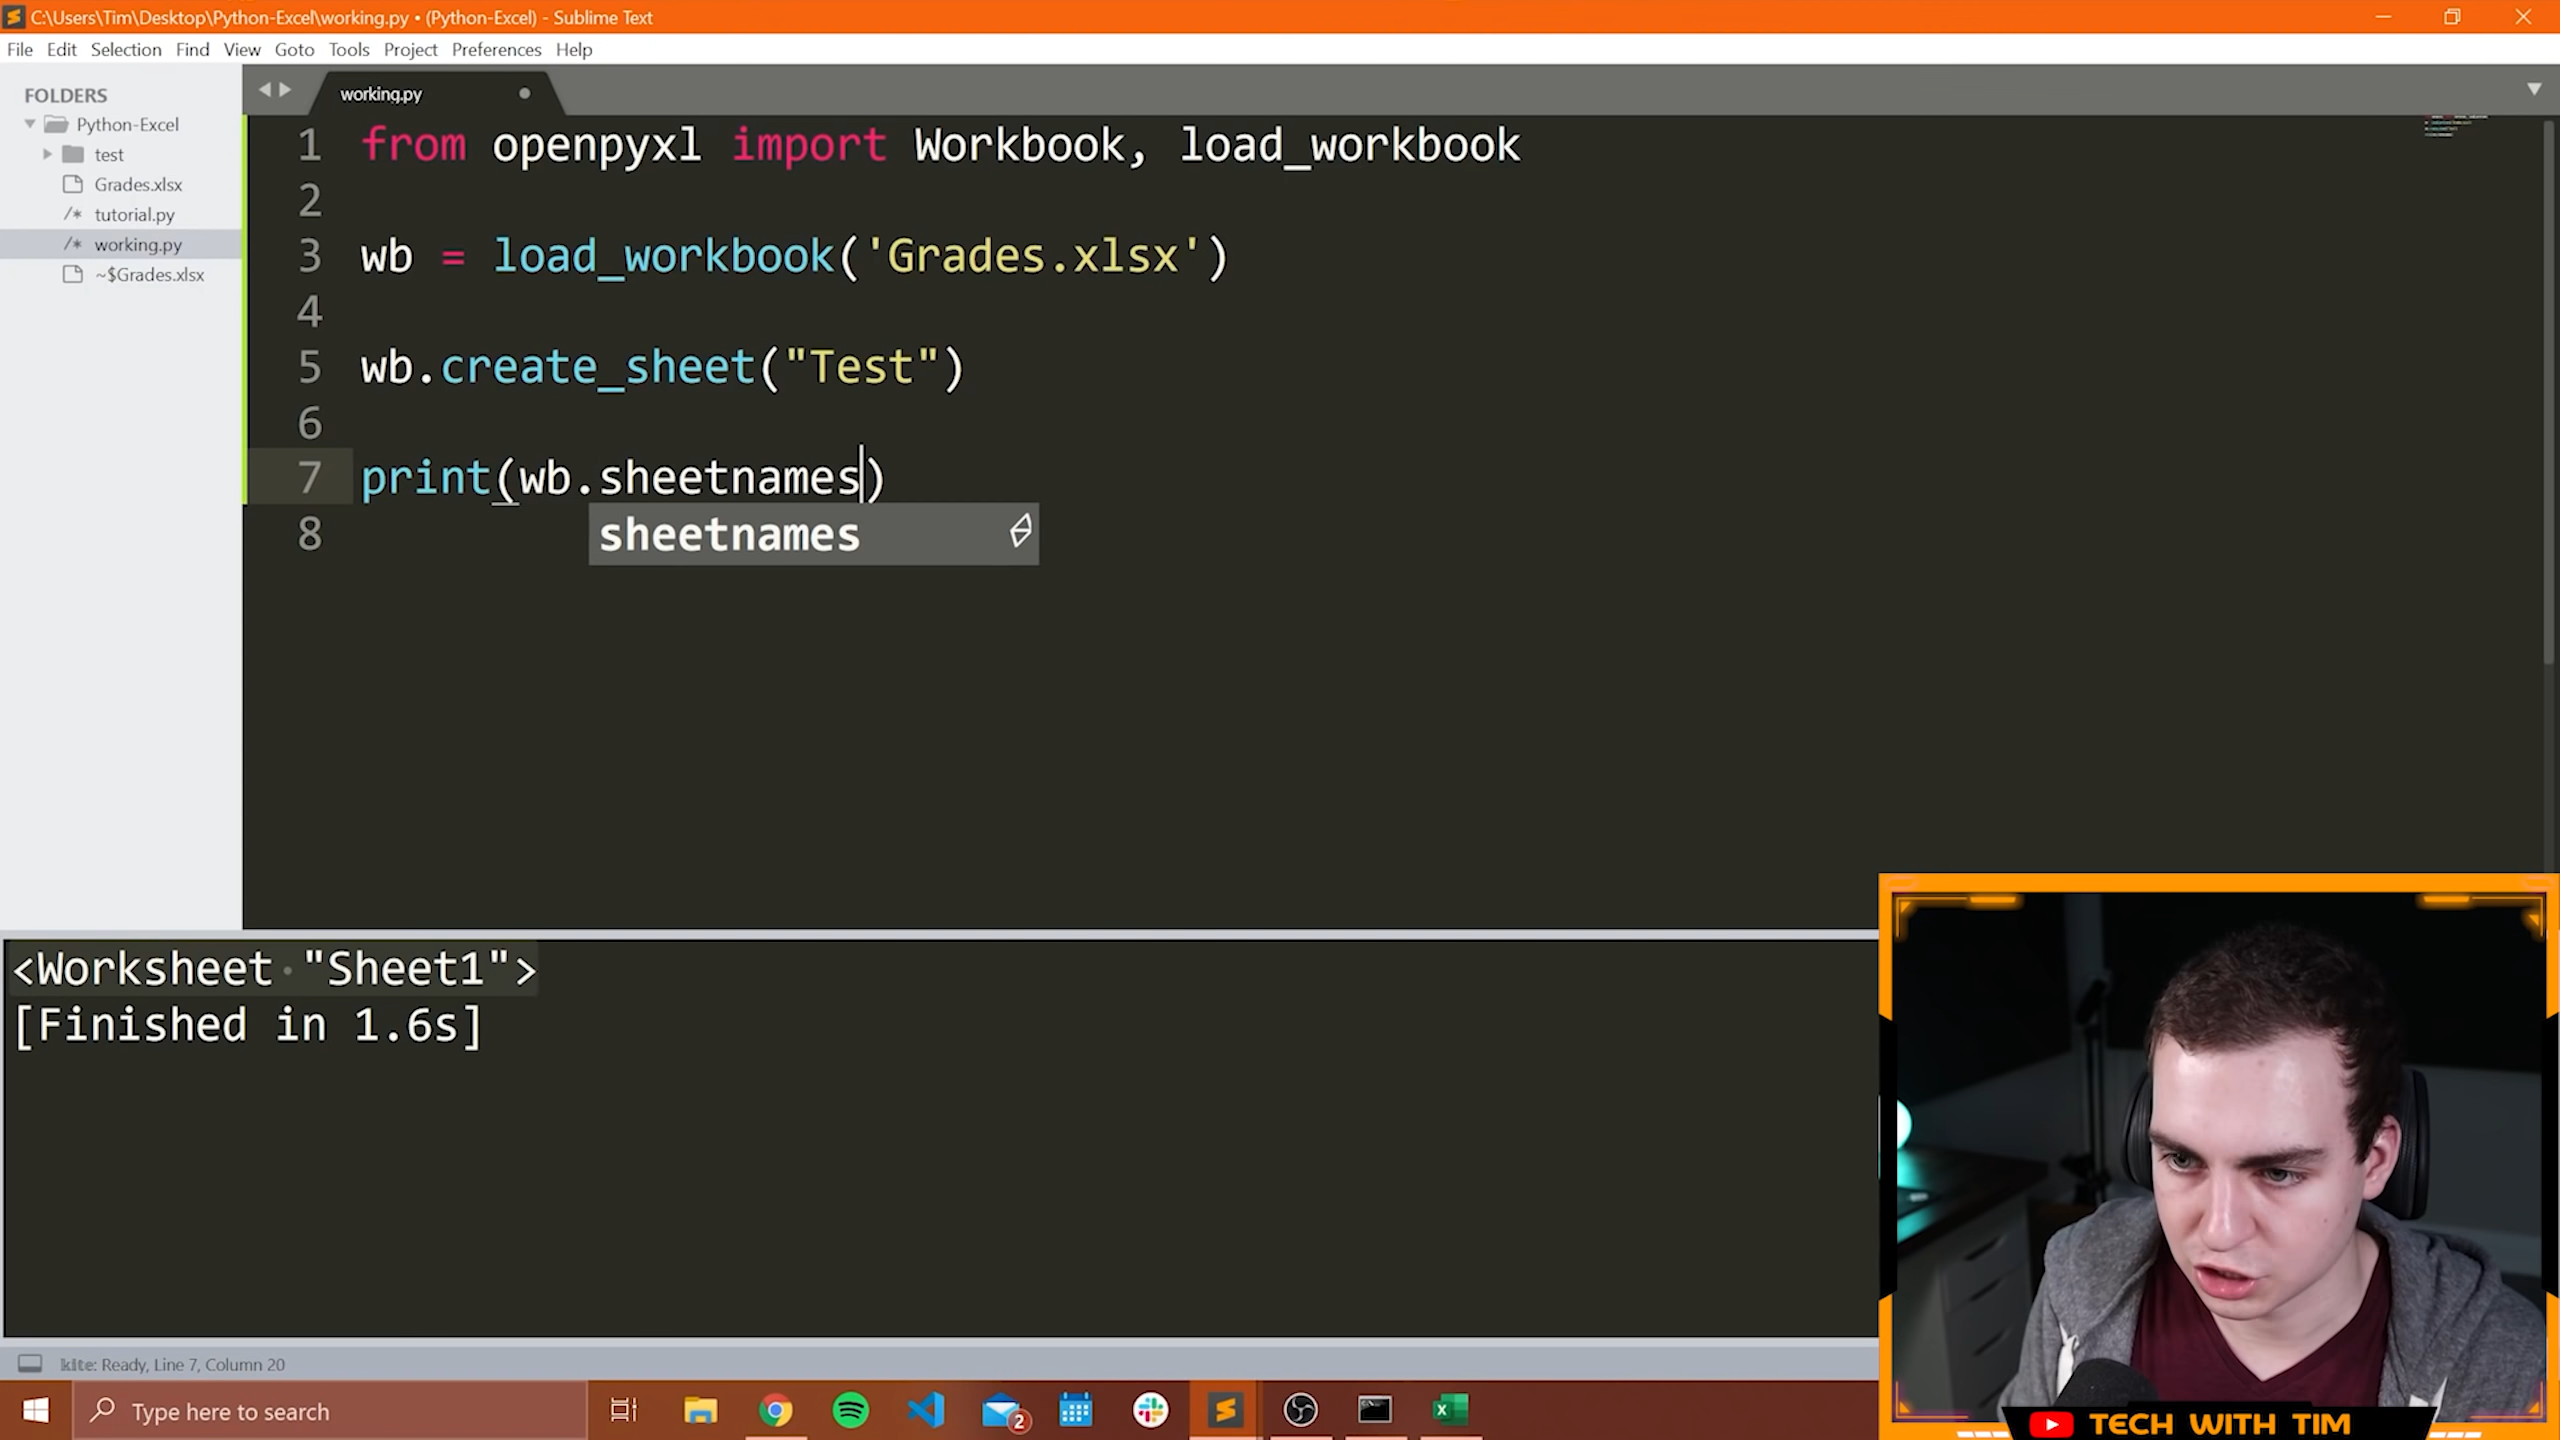 C:\Users\Tim\Desktop\Python-Excel\working.py • (Python-Excel) - Sublime Text
File Edit Selection Find View Goto Tools Project Preferences Help
FOLDERS
Python-Excel
test
Grades.xlsx
/* tutorial.py
/* working.py
~$Grades.xlsx
working.py
1 from openpyxl import Workbook, load_workbook
2
3 wb = load_workbook('Grades.xlsx')
4
5 wb.create_sheet("Test")
6
7 print(wb.sheetnames)
sheetnames
8
<Worksheet "Sheet1">
[Finished in 1.6s]
kite: Ready, Line 7, Column 20
Type here to search
2
TECH WITH TIM